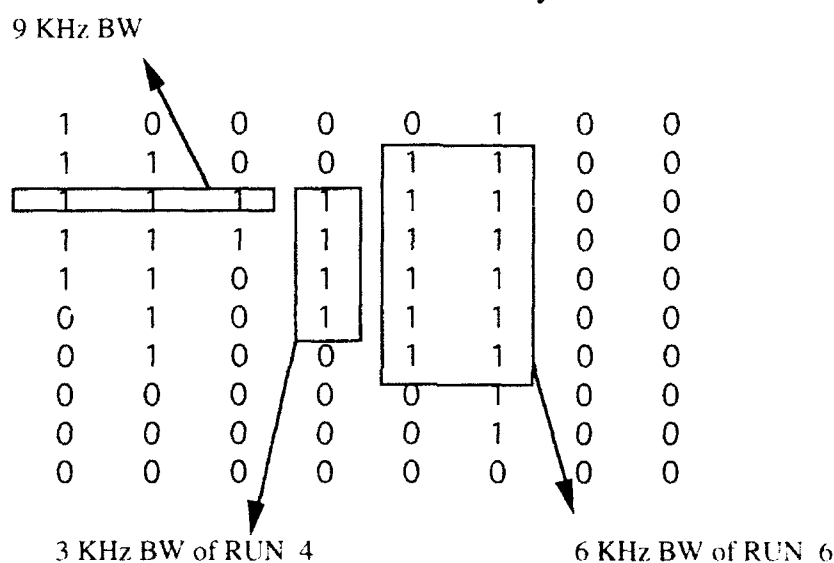 9 KHz BW
1 0 0 0 0 1 0 0
1 1 0 0 1 1 0 0
1 1 1 1 1 1 0 0
1 1 1 1 1 1 0 0
1 1 0 1 1 1 0 0
0 1 0 1 1 1 0 0
0 1 0 0 1 1 0 0
0 0 0 0 0 1 0 0
0 0 0 0 0 1 0 0
0 0 0 0 0 0 0 0
3 KHz BW of RUN 4 6 KHz BW of RUN 6